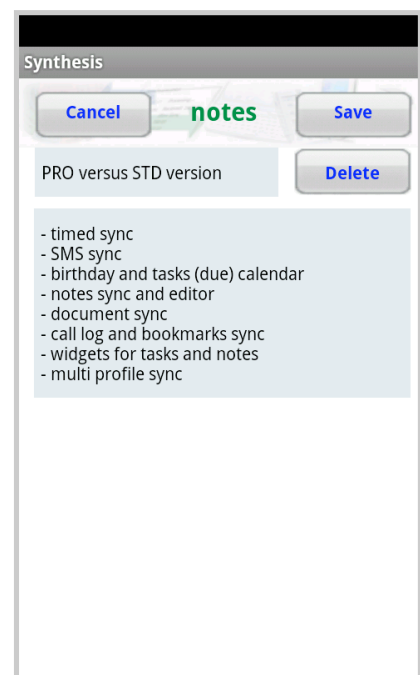 Synthesis
Cancel
notes
Save
PRO versus STD version
Delete
- timed sync
- SMS sync
- birthday and tasks (due) calendar
- notes sync and editor
- document sync
- call log and bookmarks sync
- widgets for tasks and notes
- multi profile sync